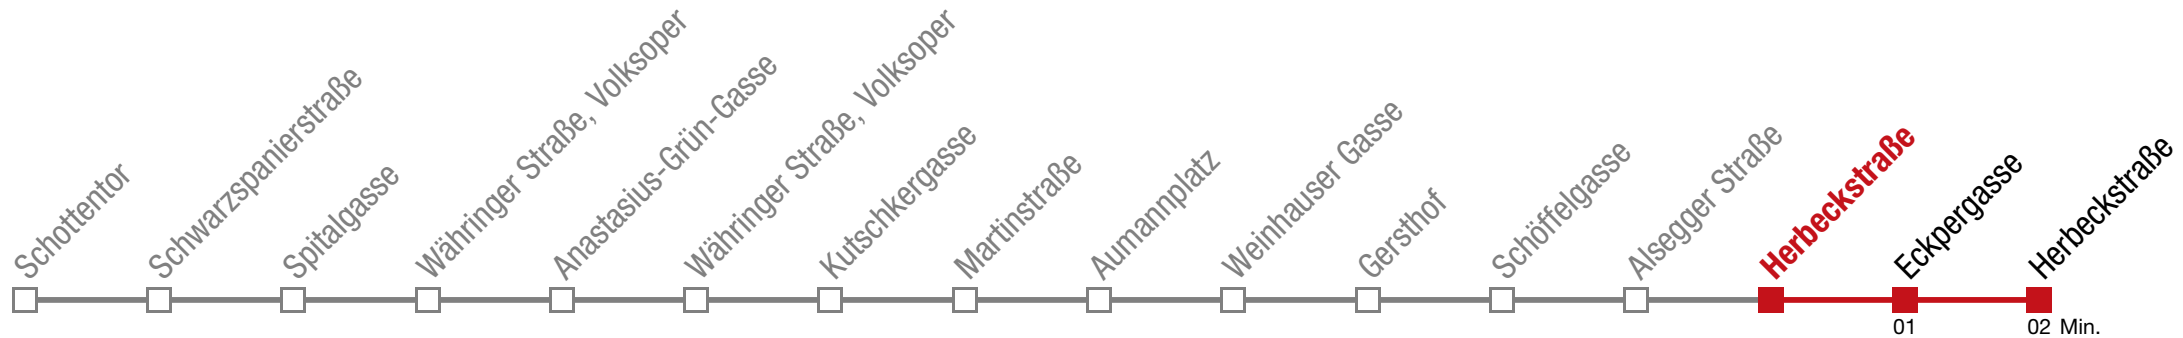 Schottentor
Schwarzspanierstraße
Spitalgasse
Währinger Straße, Volksoper
Anastasius-Grün-Gasse
Währinger Straße, Volksoper
Kutschkergasse
Martinstraße
Aumannplatz
Weinhauser Gasse
Gersthof
Schöffelgasse
Alsegger Straße
Herbeckstraße
Eckpergasse
Herbeckstraße
01
02 Min.